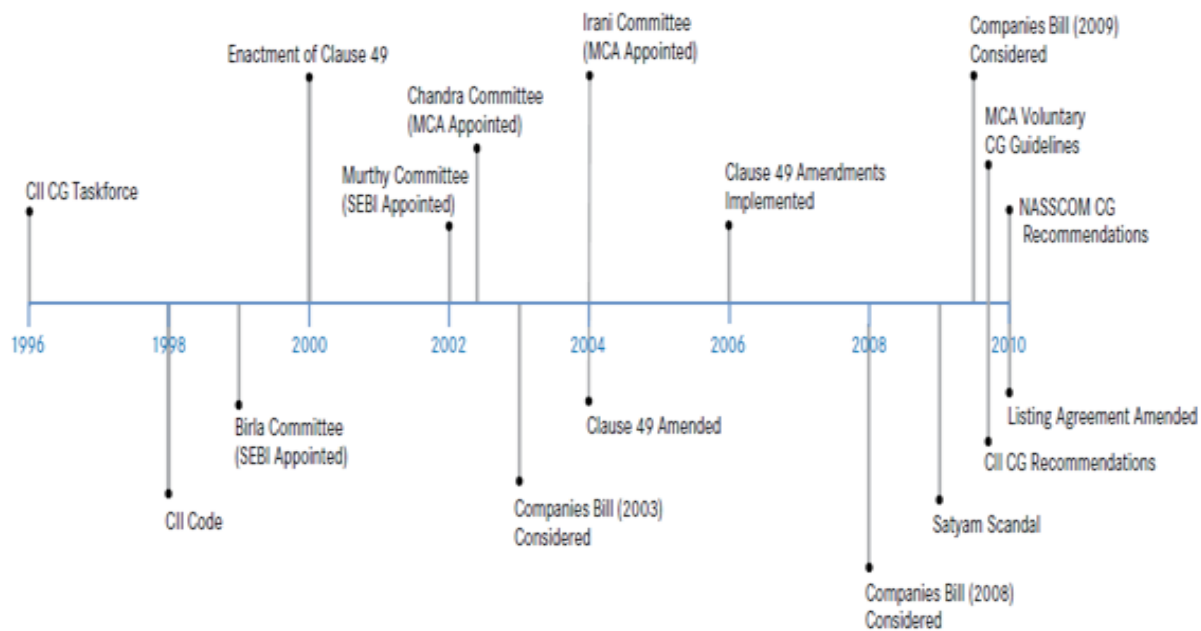 Irani Committee
(MCA Appointed)
Companies Bill (2009)
Considered
Enactment of Clause 49
Chandra Committee
(MCA Appointed)
MCA Voluntary
CG Guidelines
Murthy Committee
(SEBI Appointed)
Clause 49 Amendments
Implemented
CII CG Taskforce
NASSCOM CG
Recommendations
1996 1998 2000 2002 2004 2006 2008 2010
Birla Committee
(SEBI Appointed)
Clause 49 Amended
Listing Agreement Amended
CII CG Recommendations
CII Code
Companies Bill (2003)
Considered
Satyam Scandal
Companies Bill (2008)
Considered